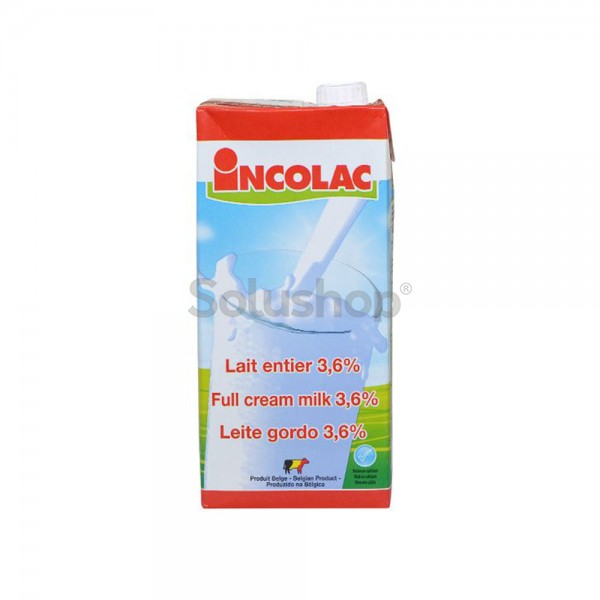 INCOLAC
Solushop®
Lait entier 3,6%
Full cream milk 3,6%
Leite gordo 3,6%
Produit Belge - Belgian Product -
Produzido na Bélgica